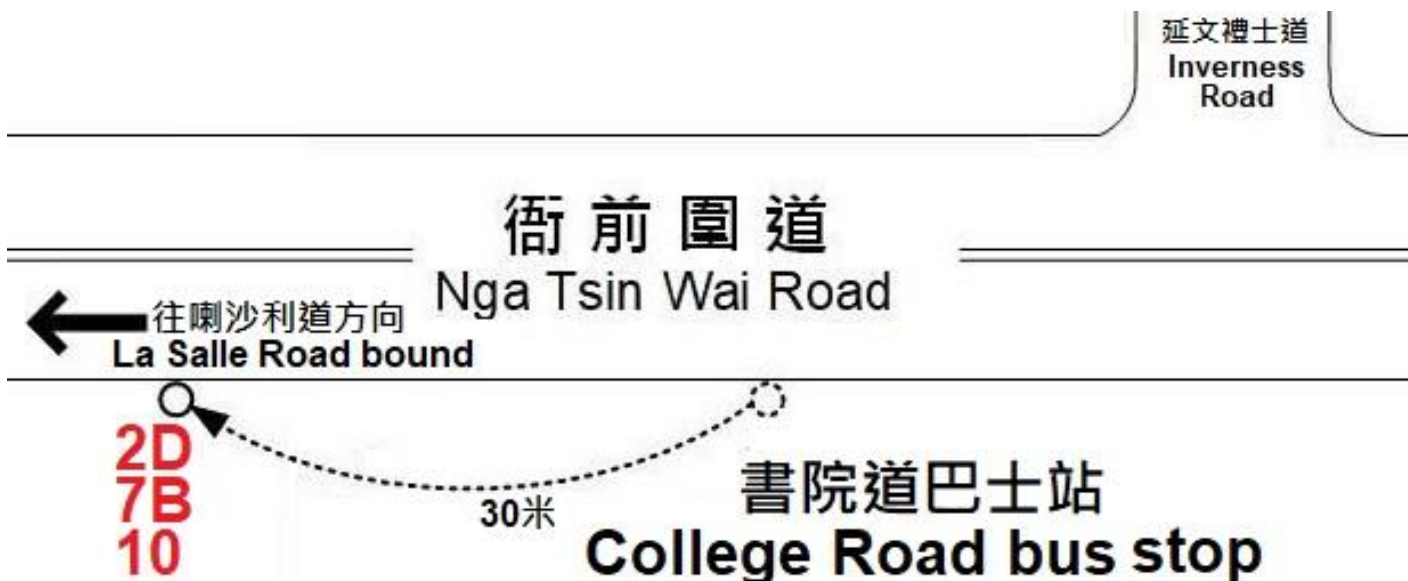 延文禮士道
Inverness
Road
衙前圍道
Nga Tsin Wai Road
往喇沙利道方向
La Salle Road bound
2D
7B
10
30米
書院道巴士站
College Road bus stop